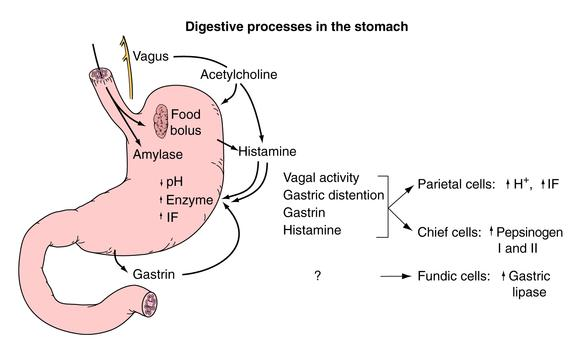 Digestive processes in the stomach
Vagus
Acetylcholine
Food
bolus
Amylase
Histamine
↓ pH
↑ Enzyme
↑ IF
Gastrin
Vagal activity
Gastric distention
Gastrin
Histamine
Parietal cells: ↑ H⁺, ↑ IF
Chief cells: ↑ Pepsinogen
I and II
?
Fundic cells: ↑ Gastric
lipase